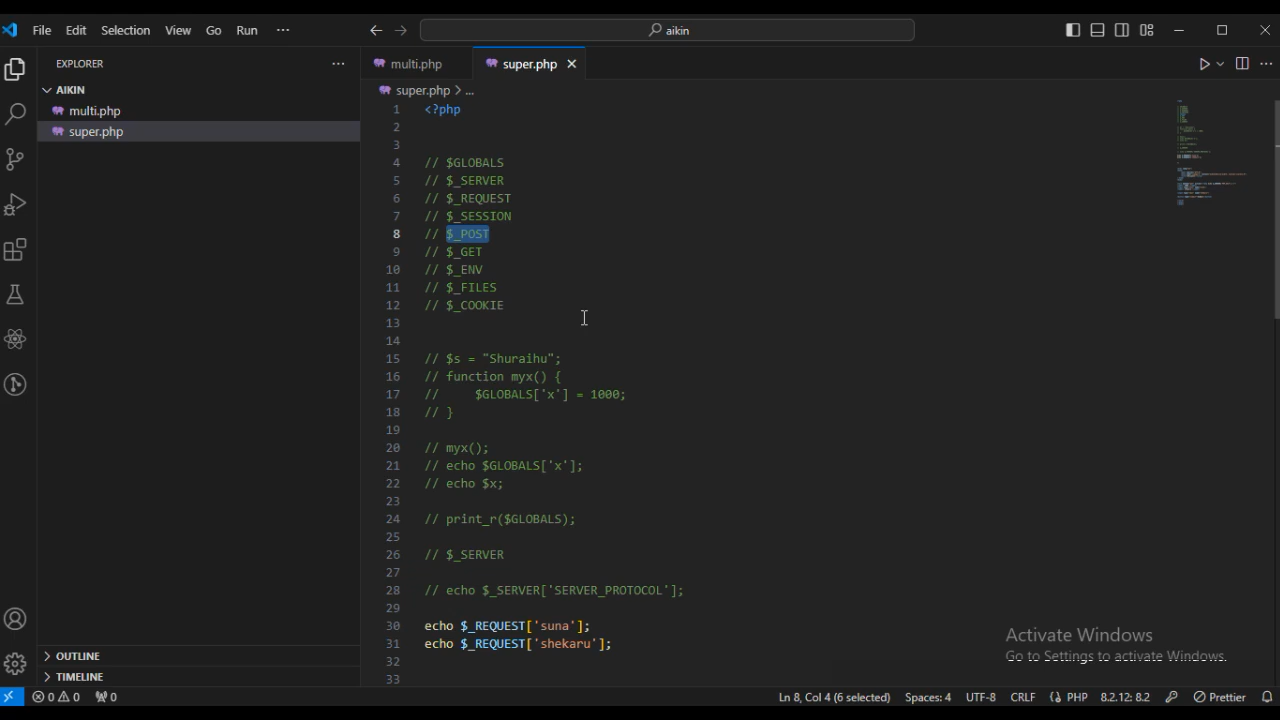 File Edit Selection View Go Run ···
aikin
EXPLORER
AIKIN
multi.php
super.php
OUTLINE
TIMELINE
multi.php super.php
super.php > ...
1 <?php
2
3
4 // $GLOBALS
5 // $_SERVER
6 // $_REQUEST
7 // $_SESSION
8 // $_POST
9 // $_GET
10 // $_ENV
11 // $_FILES
12 // $_COOKIE
13
14
15 // $s = "Shuraihu";
16 // function myx() {
17 //     $GLOBALS['x'] = 1000;
18 // }
19
20 // myx();
21 // echo $GLOBALS['x'];
22 // echo $x;
23
24 // print_r($GLOBALS);
25
26 // $_SERVER
27
28 // echo $_SERVER['SERVER_PROTOCOL'];
29
30 echo $_REQUEST['suna'];
31 echo $_REQUEST['shekaru'];
32
33
Activate Windows
Go to Settings to activate Windows.
0 0 0 Ln 8, Col 4 (6 selected) Spaces: 4 UTF-8 CRLF {} PHP 8.2.12: 8.2 Prettier